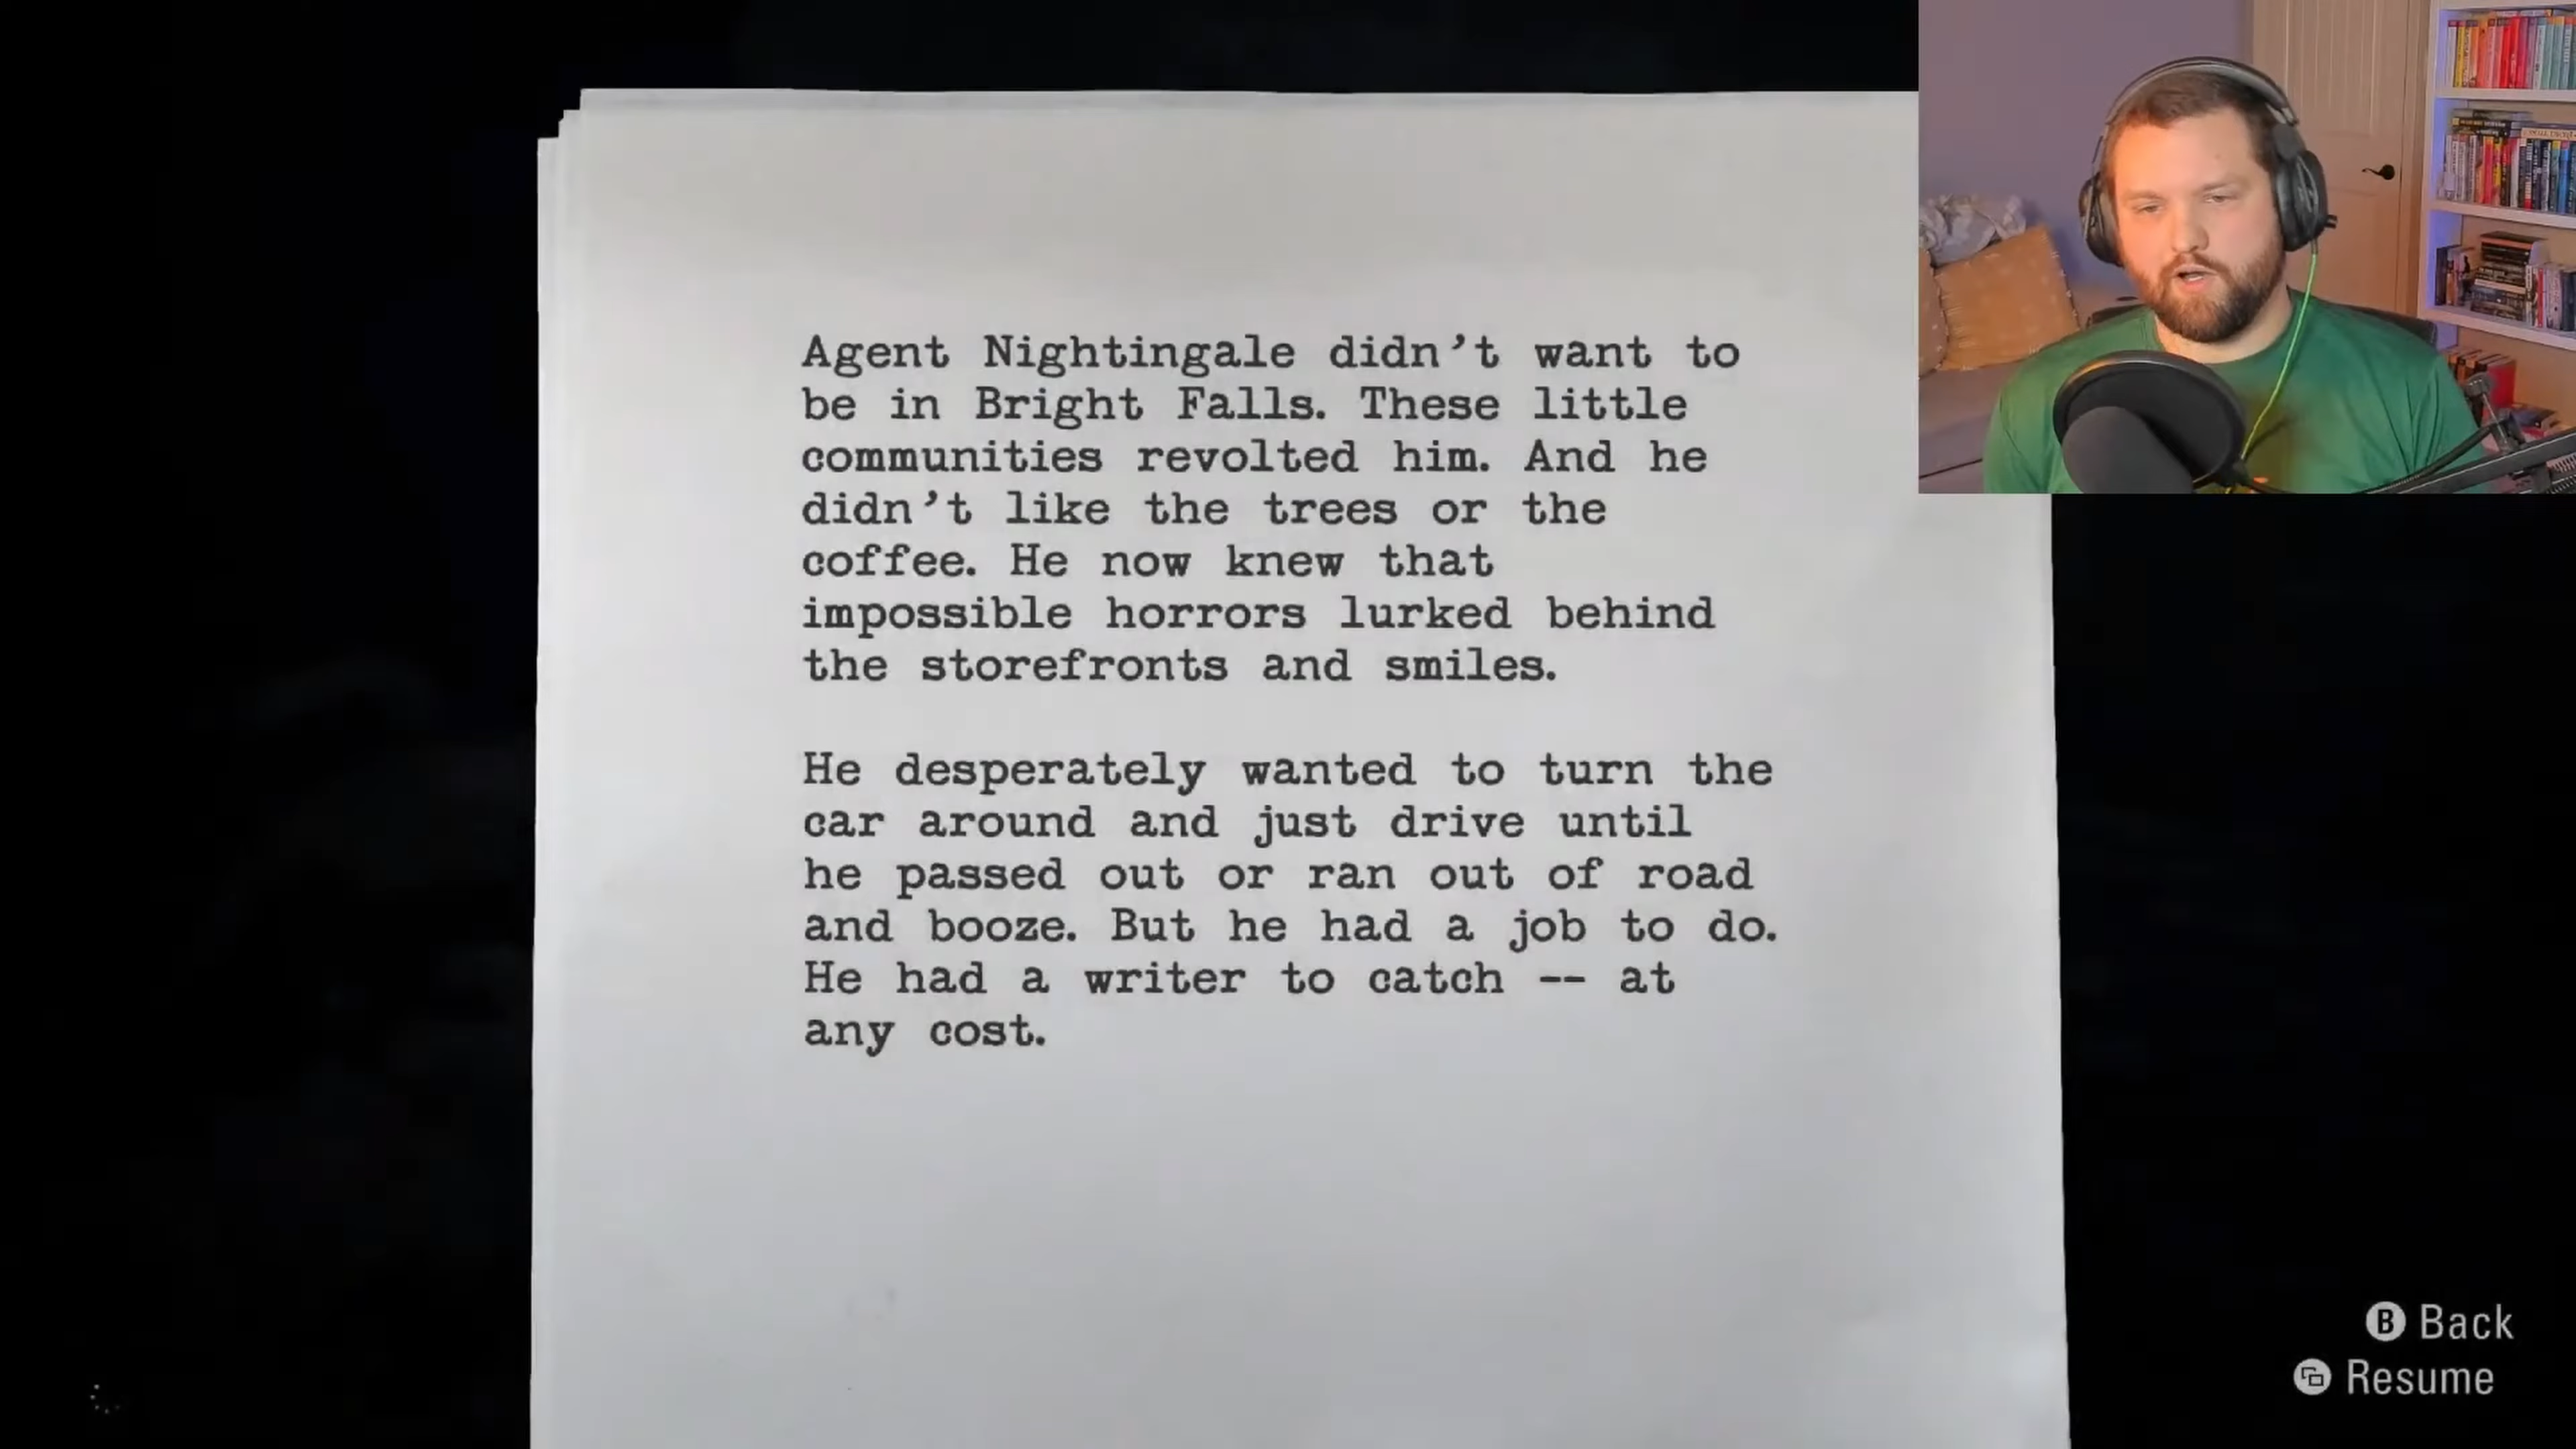 Agent Nightingale didn't want to
be in Bright Falls. These little
communities revolted him. And he
didn't like the trees or the
coffee. He now knew that
impossible horrors lurked behind
the storefronts and smiles.
He desperately wanted to turn the
car around and just drive until
he passed out or ran out of road
and booze. But he had a job to do.
He had a writer to catch -- at
any cost.
B Back
Resume